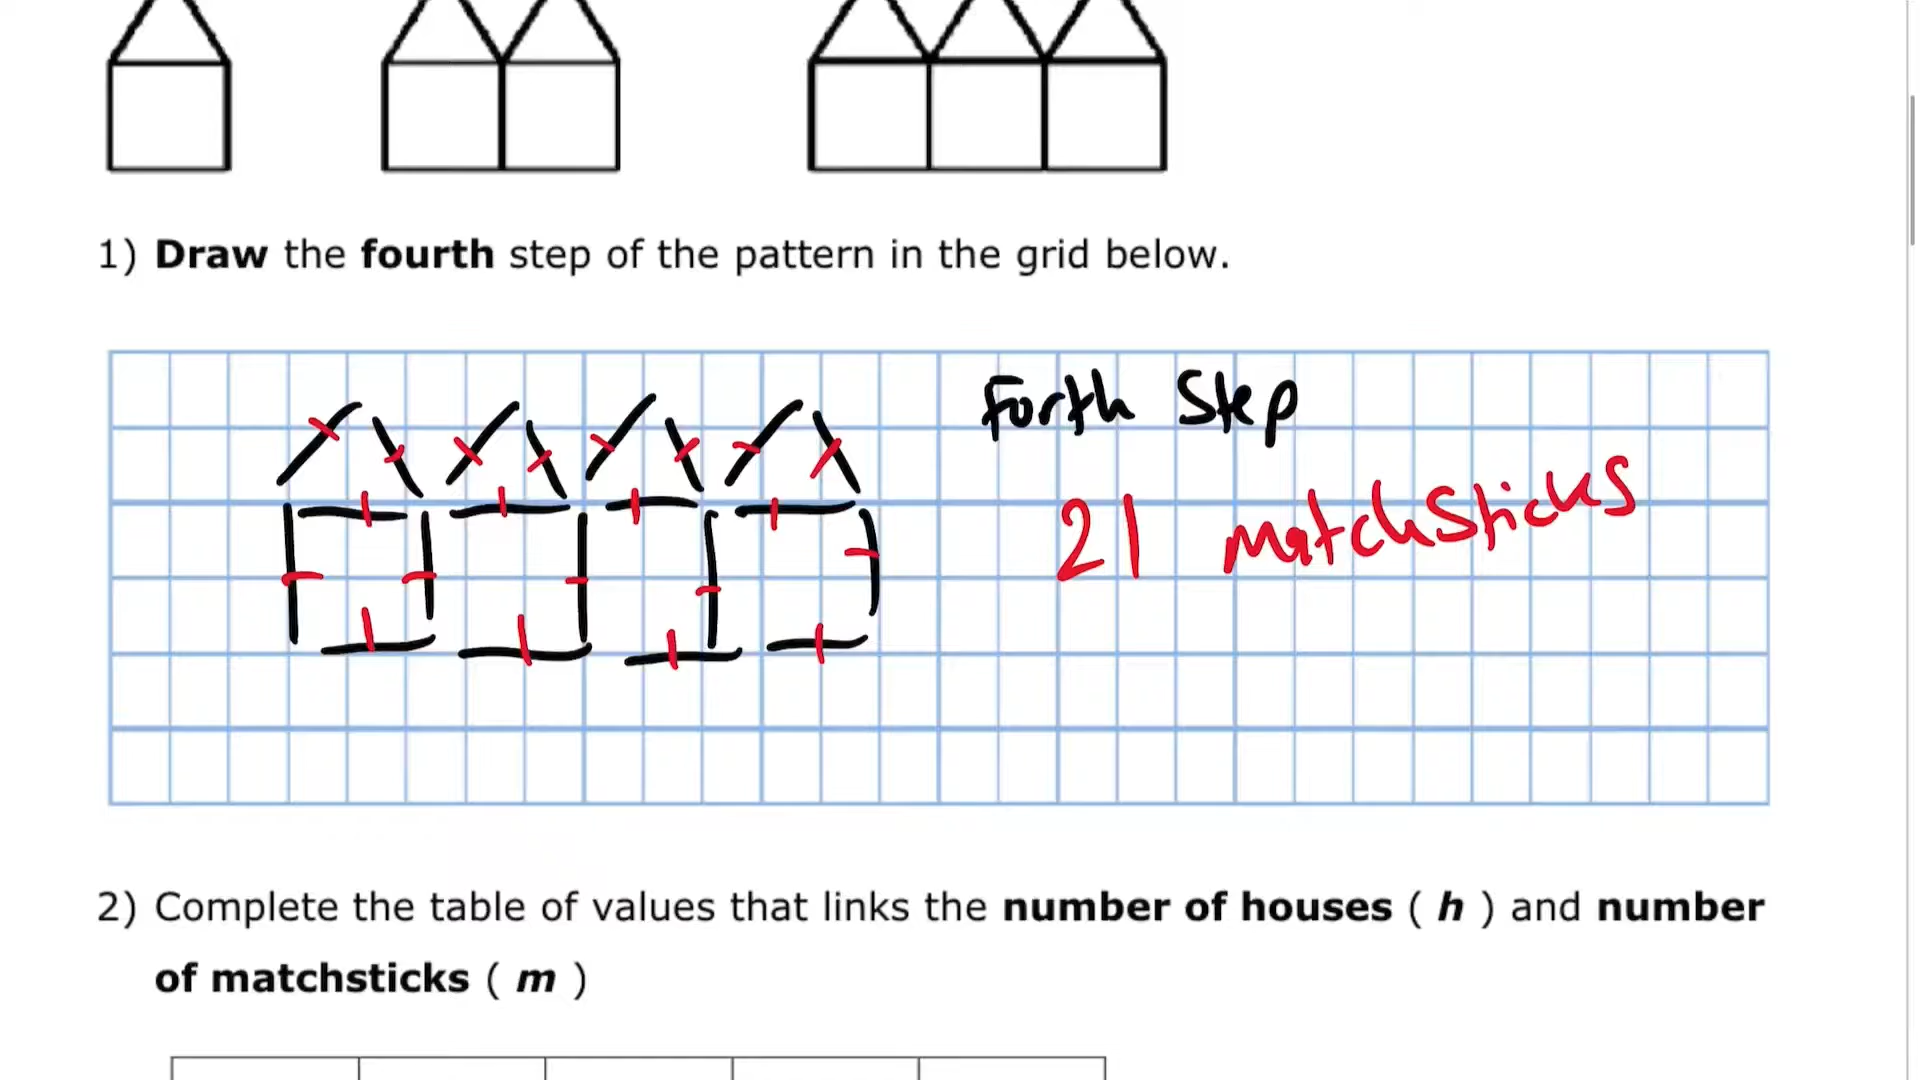 1) Draw the fourth step of the pattern in the grid below.
Forth Step
21 matchsticks
2) Complete the table of values that links the number of houses ( h ) and number
of matchsticks ( m )